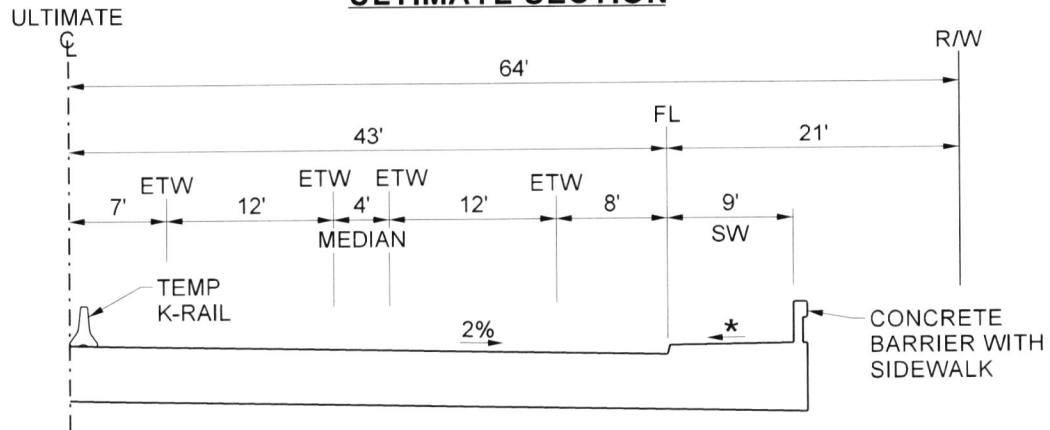 ULTIMATE SECTION
ULTIMATE
℄
R/W
64'
FL
43'
21'
ETW
ETW
ETW
ETW
7'
12'
4'
12'
8'
9'
MEDIAN
SW
TEMP
K-RAIL
2%
*
CONCRETE
BARRIER WITH
SIDEWALK